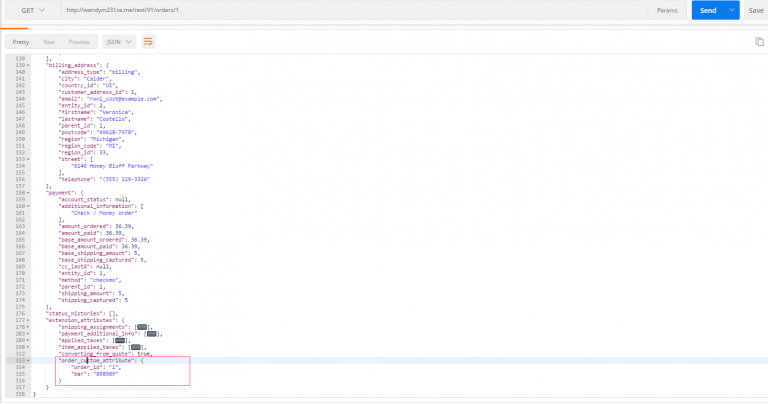 GET
http://wendym231oa.me/rest/V1/orders/1
Params
Send
Save
Pretty
Raw
Preview
JSON
138 ],
139 "billing_address": {
140 "address_type": "billing",
141 "city": "Calder",
142 "country_id": "US",
143 "customer_address_id": 1,
144 "email": "roni_cost@example.com",
145 "entity_id": 2,
146 "firstname": "Veronica",
147 "lastname": "Costello",
148 "parent_id": 1,
149 "postcode": "49628-7978",
150 "region": "Michigan",
151 "region_code": "MI",
152 "region_id": 33,
153 "street": [
154 "6146 Honey Bluff Parkway"
155 ],
156 "telephone": "(555) 229-3326"
157 },
158 "payment": {
159 "account_status": null,
160 "additional_information": [
161 "Check / Money order"
162 ],
163 "amount_ordered": 36.39,
164 "amount_paid": 36.39,
165 "base_amount_ordered": 36.39,
166 "base_amount_paid": 36.39,
167 "base_shipping_amount": 5,
168 "base_shipping_captured": 5,
169 "cc_last4": null,
170 "entity_id": 1,
171 "method": "checkmo",
172 "parent_id": 1,
173 "shipping_amount": 5,
174 "shipping_captured": 5
175 },
176 "status_histories": [],
177 "extension_attributes": {
178 "shipping_assignments": [],
283 "payment_additional_info": [],
289 "applied_taxes": [],
298 "item_applied_taxes": [],
312 "converting_from_quote": true,
313 "order_custom_attribute": {
314 "order_id": "1",
315 "bar": "898989"
316 }
317 }
318 }